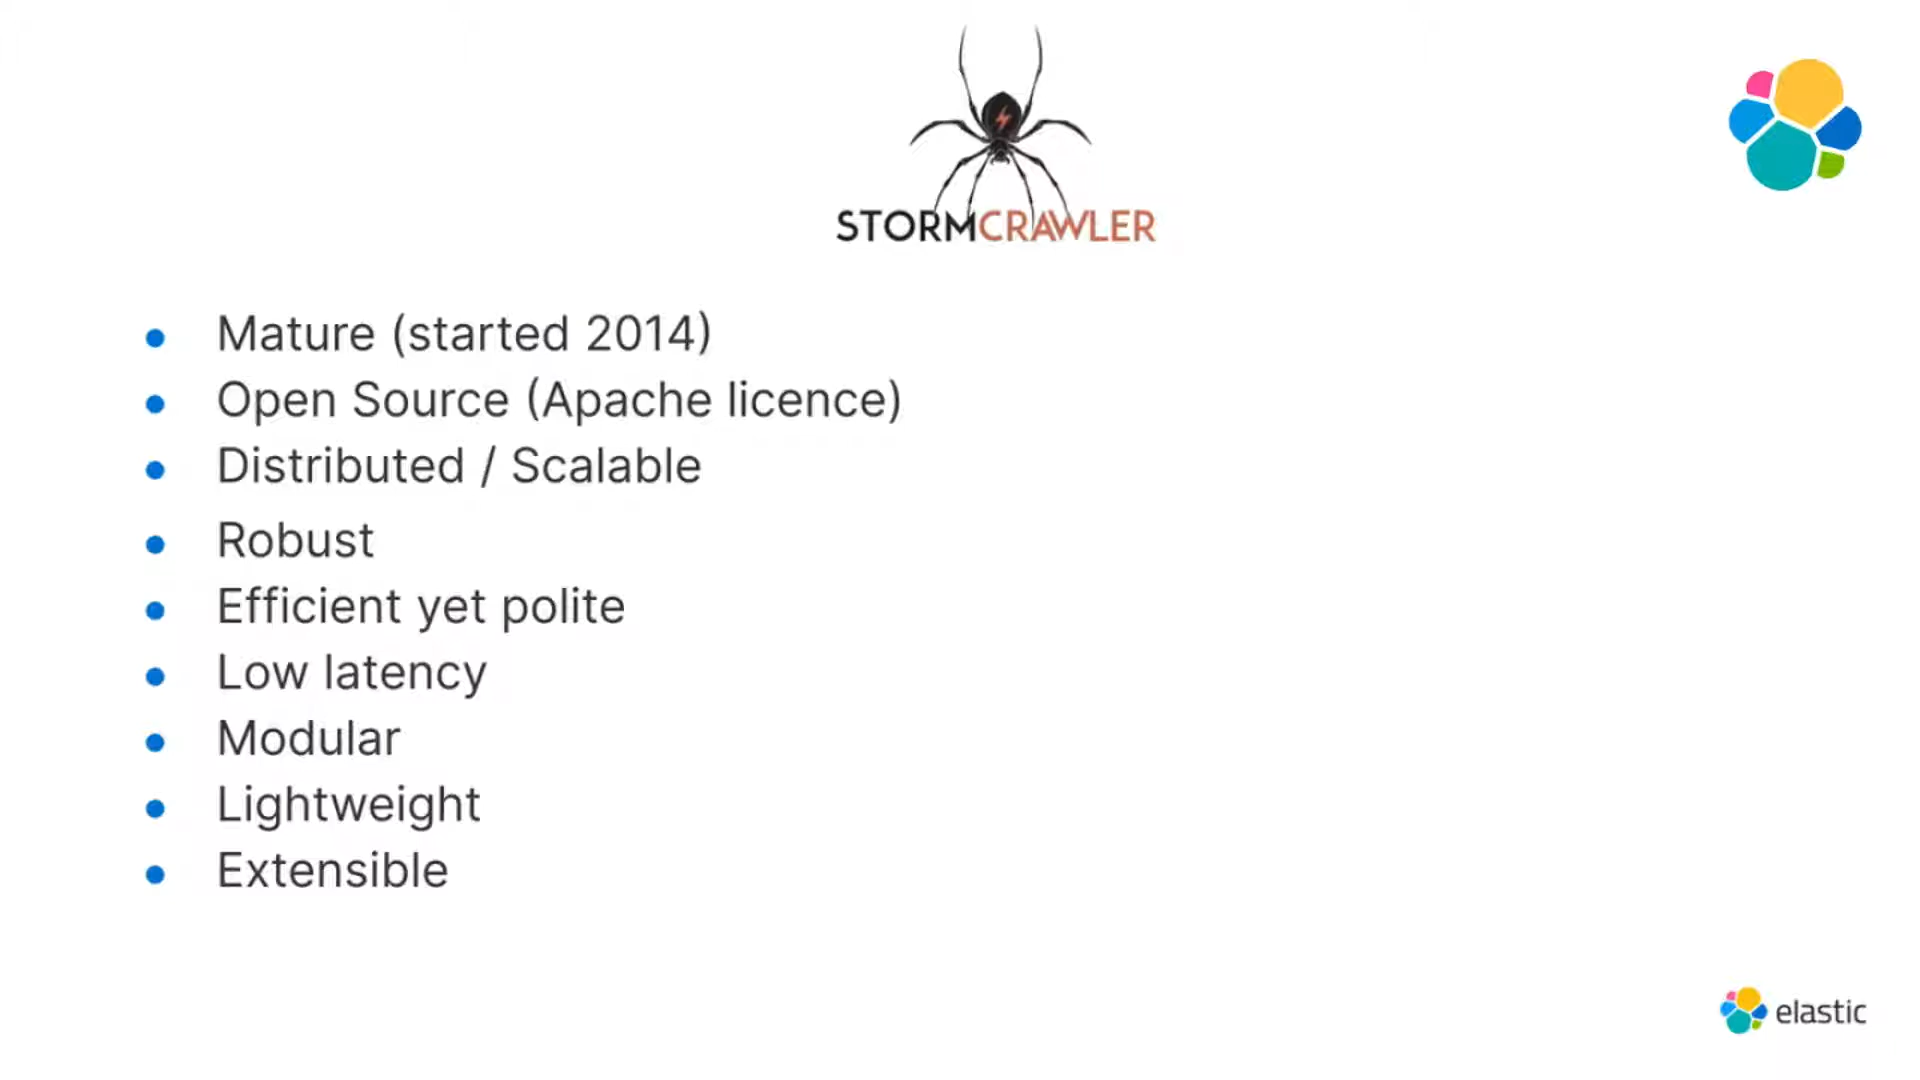 STORMCRAWLER
• Mature (started 2014)
• Open Source (Apache licence)
• Distributed / Scalable
• Robust
• Efficient yet polite
• Low latency
• Modular
• Lightweight
• Extensible
elastic